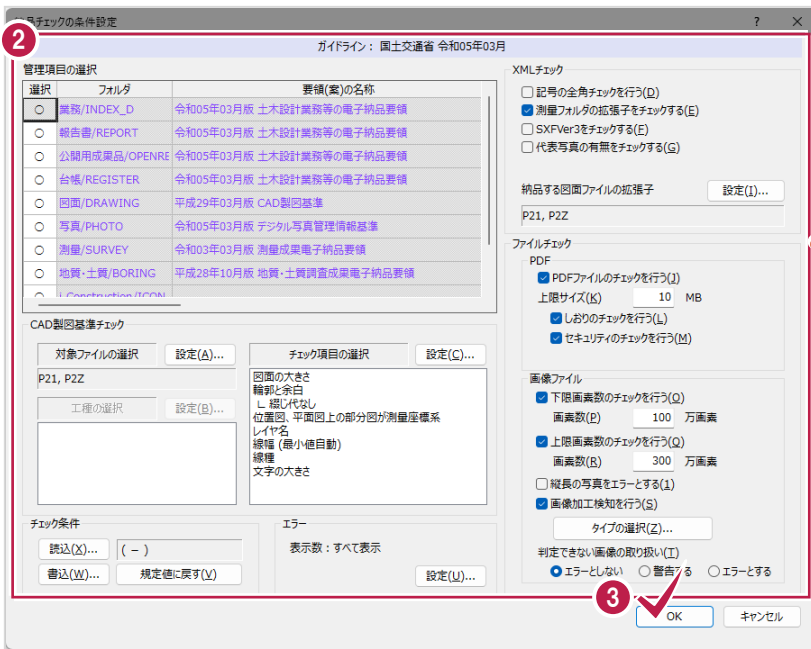 品チェックの条件設定
?
2
ガイドライン： 国土交通省 令和05年03月
管理項目の選択
選択 フォルダ 要領(案)の名称
○ 業務/INDEX_D 令和05年03月版 土木設計業務等の電子納品要領
○ 報告書/REPORT 令和05年03月版 土木設計業務等の電子納品要領
○ 公開用成果品/OPENRE 令和05年03月版 土木設計業務等の電子納品要領
○ 台帳/REGISTER 令和05年03月版 土木設計業務等の電子納品要領
○ 図面/DRAWING 平成29年03月版 CAD製図基準
○ 写真/PHOTO 令和05年03月版 デジタル写真管理情報基準
○ 測量/SURVEY 令和03年03月版 測量成果電子納品要領
○ 地質・土質/BORING 平成28年10月版 地質・土質調査成果電子納品要領
○ i-Construction/ICON
CAD製図基準チェック
対象ファイルの選択 設定(A)...
P21, P2Z
工種の選択 設定(B)...
チェック項目の選択 設定(C)...
図面の大きさ
輪郭と余白
∟ 綴じ代なし
位置図、平面図上の部分図が測量座標系
レイヤ名
線幅 (最小値自動)
線種
文字の大きさ
チェック条件
読込(X)... ( − )
書込(W)... 規定値に戻す(V)
エラー
表示数：すべて表示
設定(U)...
XMLチェック
記号の全角チェックを行う(D)
測量フォルダの拡張子をチェックする(E)
SXFVer3をチェックする(F)
代表写真の有無をチェックする(G)
納品する図面ファイルの拡張子 設定(I)...
P21, P2Z
ファイルチェック
PDF
PDFファイルのチェックを行う(J)
上限サイズ(K) 10 MB
しおりのチェックを行う(L)
セキュリティのチェックを行う(M)
画像ファイル
下限画素数のチェックを行う(O)
画素数(P) 100 万画素
上限画素数のチェックを行う(Q)
画素数(R) 300 万画素
縦長の写真をエラーとする(1)
画像加工検知を行う(S)
タイプの選択(Z)...
判定できない画像の取り扱い(T)
エラーとしない 警告する エラーとする
3
OK キャンセル